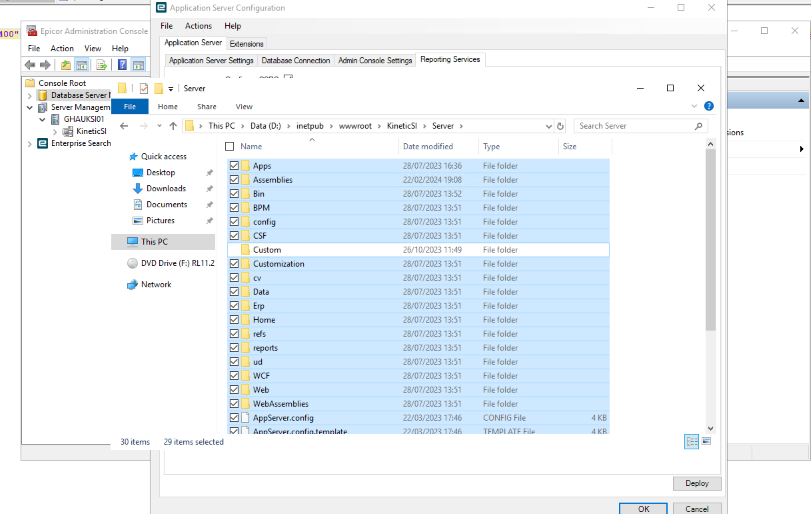 Application Server Configuration
400"
Epicor Administration Console
File Actions Help
File Action View Help
Application Server Extensions
Application Server Settings Database Connection Admin Console Settings Reporting Services
Console Root
Database Server
Server Managem
GHAUKSI01
KineticSI
Enterprise Search
Server
File Home Share View
This PC > Data (D:) > inetpub > wwwroot > KineticSI > Server >
Search Server
sions
Quick access
Desktop
Downloads
Documents
Pictures
This PC
DVD Drive (F:) RL11.2
Network
Name Date modified Type Size
Apps 28/07/2023 16:36 File folder
Assemblies 22/02/2024 19:08 File folder
Bin 28/07/2023 13:52 File folder
BPM 28/07/2023 13:51 File folder
config 28/07/2023 13:51 File folder
CSF 28/07/2023 13:51 File folder
Custom 26/10/2023 11:49 File folder
Customization 28/07/2023 13:51 File folder
cv 28/07/2023 13:51 File folder
Data 28/07/2023 13:51 File folder
Erp 28/07/2023 13:51 File folder
Home 28/07/2023 13:51 File folder
refs 28/07/2023 13:51 File folder
reports 28/07/2023 13:51 File folder
ud 28/07/2023 13:51 File folder
WCF 28/07/2023 13:51 File folder
Web 28/07/2023 13:51 File folder
WebAssemblies 28/07/2023 13:51 File folder
AppServer.config 22/03/2023 17:46 CONFIG File 4 KB
AppServer.config.template 22/03/2023 17:46 TEMPLATE File 4 KB
30 items 29 items selected
Deploy
OK Cancel